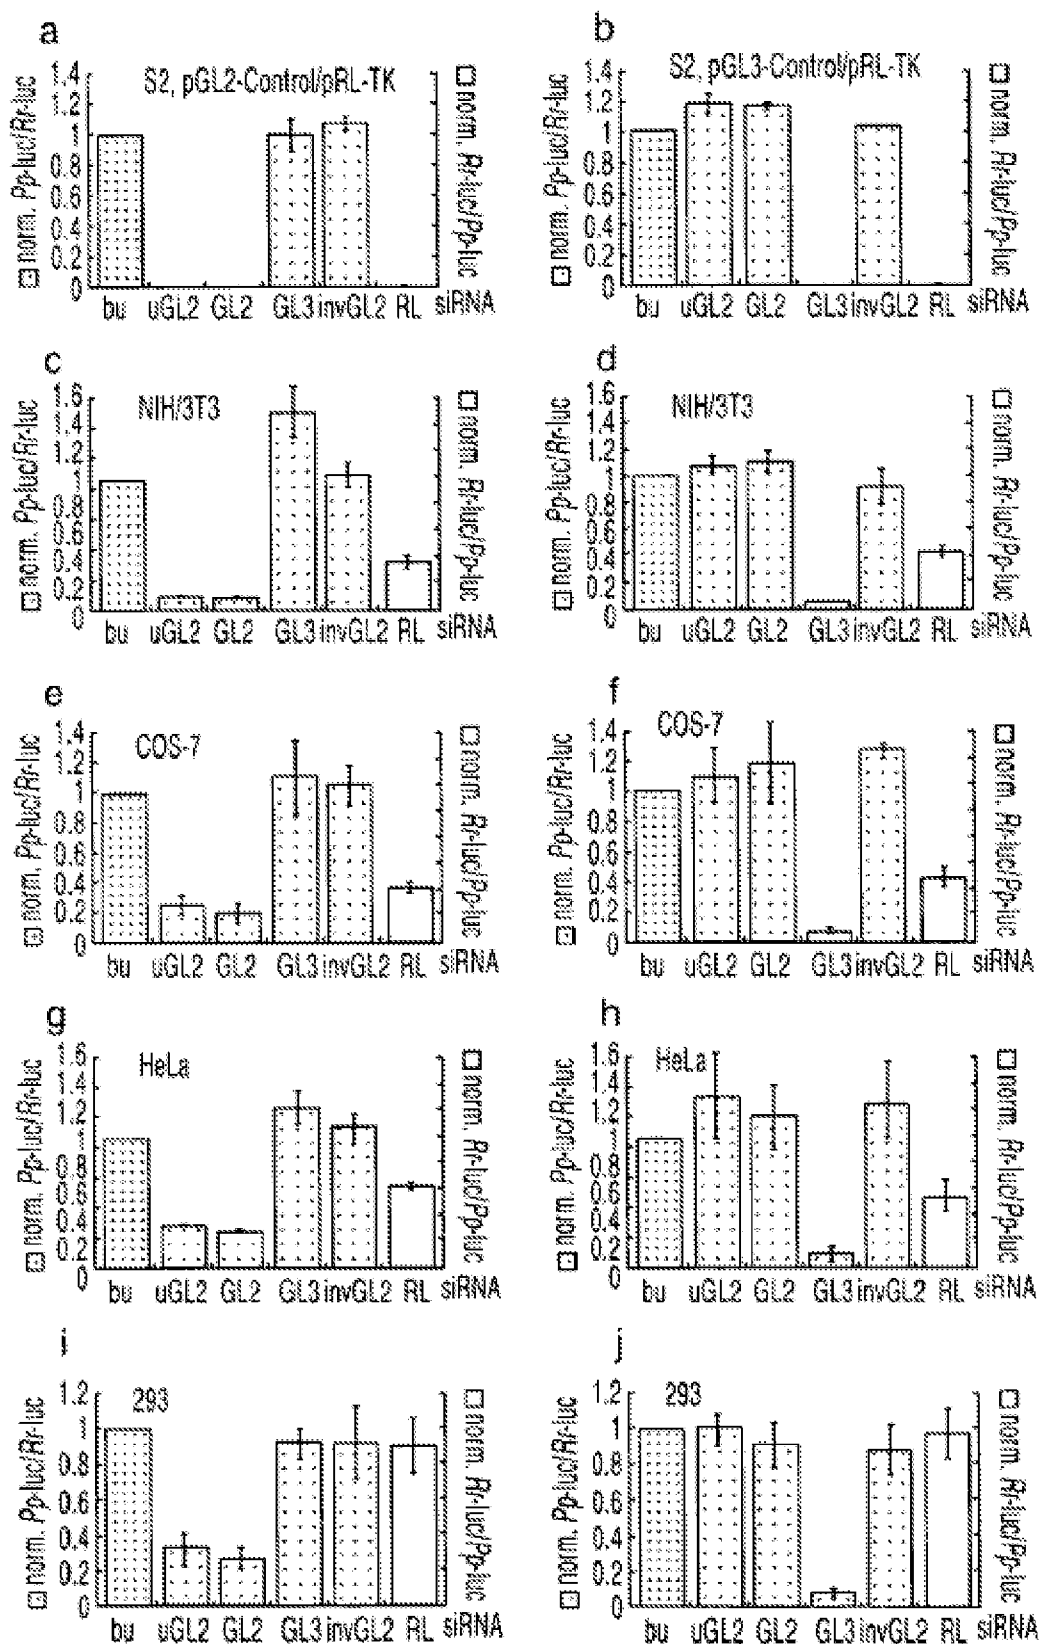 a
S2, pGL2-Control/pRL-TK
norm. Pp-luc/Rr-luc
1.4
1.2
1
0.8
0.6
0.4
0.2
0
norm. Rr-luc/Pp-luc
bu uGL2 GL2 GL3 invGL2 RL siRNA
b
S2, pGL3-Control/pRL-TK
norm. Pp-luc/Rr-luc
1.4
1.2
1
0.8
0.6
0.4
0.2
0
norm. Rr-luc/Pp-luc
bu uGL2 GL2 GL3 invGL2 RL siRNA
c
NIH/3T3
norm. Pp-luc/Rr-luc
1.6
1.4
1.2
1
0.8
0.6
0.4
0.2
0
norm. Rr-luc/Pp-luc
bu uGL2 GL2 GL3 invGL2 RL siRNA
d
NIH/3T3
norm. Pp-luc/Rr-luc
1.6
1.4
1.2
1
0.8
0.6
0.4
0.2
0
norm. Rr-luc/Pp-luc
bu uGL2 GL2 GL3 invGL2 RL siRNA
e
COS-7
norm. Pp-luc/Rr-luc
1.4
1.2
1
0.8
0.6
0.4
0.2
0
norm. Rr-luc/Pp-luc
bu uGL2 GL2 GL3 invGL2 RL siRNA
f
COS-7
norm. Pp-luc/Rr-luc
1.4
1.2
1
0.8
0.6
0.4
0.2
0
norm. Rr-luc/Pp-luc
bu uGL2 GL2 GL3 invGL2 RL siRNA
g
HeLa
norm. Pp-luc/Rr-luc
1.6
1.4
1.2
1
0.8
0.6
0.4
0.2
0
norm. Rr-luc/Pp-luc
bu uGL2 GL2 GL3 invGL2 RL siRNA
h
HeLa
norm. Pp-luc/Rr-luc
1.6
1.4
1.2
1
0.8
0.6
0.4
0.2
0
norm. Rr-luc/Pp-luc
bu uGL2 GL2 GL3 invGL2 RL siRNA
i
293
norm. Pp-luc/Rr-luc
1.2
1
0.8
0.6
0.4
0.2
0
norm. Rr-luc/Pp-luc
bu uGL2 GL2 GL3 invGL2 RL siRNA
j
293
norm. Pp-luc/Rr-luc
1.2
1
0.8
0.6
0.4
0.2
0
norm. Rr-luc/Pp-luc
bu uGL2 GL2 GL3 invGL2 RL siRNA